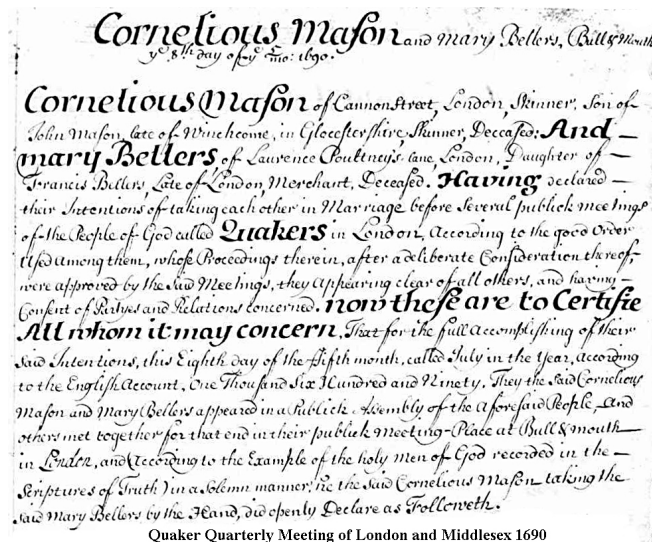 Cornelious Mason and Mary Bellers, Bull & Mouth
ye 8th day of ye 5 mo: 1690.
Cornelious Mason of Cannonstreet, London, Skinner, Son of
John Mason, late of Winchcome, in Glocestershire, Skinner, Deceased: And
mary Bellers, of Laurence Poultney's lane, London, Daughter of
Francis Bellers, Late of London, Merchant, Deceased. Having declared
their Intentions of taking each other in Marriage before Several publick meetings
of the People of God called Quakers in London, According to the good Order
Used Among them, whose Proceedings therein, after a deliberate Consideration thereof,
were approved by the said Meetings, they Appearing clear of all others, and having
Consent of Partyes and Relations concerned. now these are to Certifie
All whom it may concern, That for the full Accomplishing of their
Said Intentions, this Eighth day of the fifth month, called July in the Year, According
to the English Account, One Thousand Six Hundred and Ninety. They the Said Cornelious
Mason and Mary Bellers appeared in a Publick Assembly of the Aforesaid People, And
others met together for that end in their publick Meeting-Place at Bull & mouth
in London, and (According to the Example of the holy men of God recorded in the
Scriptures of Truth) in a Solemn manner: he the Said Cornelious Mason taking the
Said Mary Bellers by the Hand, did openly Declare as Followeth.
Quaker Quarterly Meeting of London and Middlesex 1690